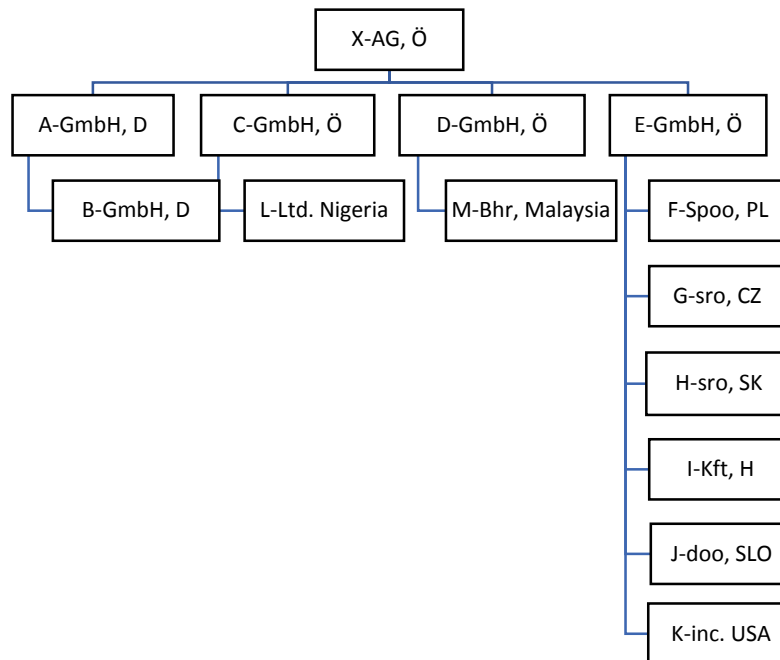 X-AG, Ö
A-GmbH, D
C-GmbH, Ö
D-GmbH, Ö
E-GmbH, Ö
B-GmbH, D
L-Ltd. Nigeria
M-Bhr, Malaysia
F-Spoo, PL
G-sro, CZ
H-sro, SK
I-Kft, H
J-doo, SLO
K-inc. USA